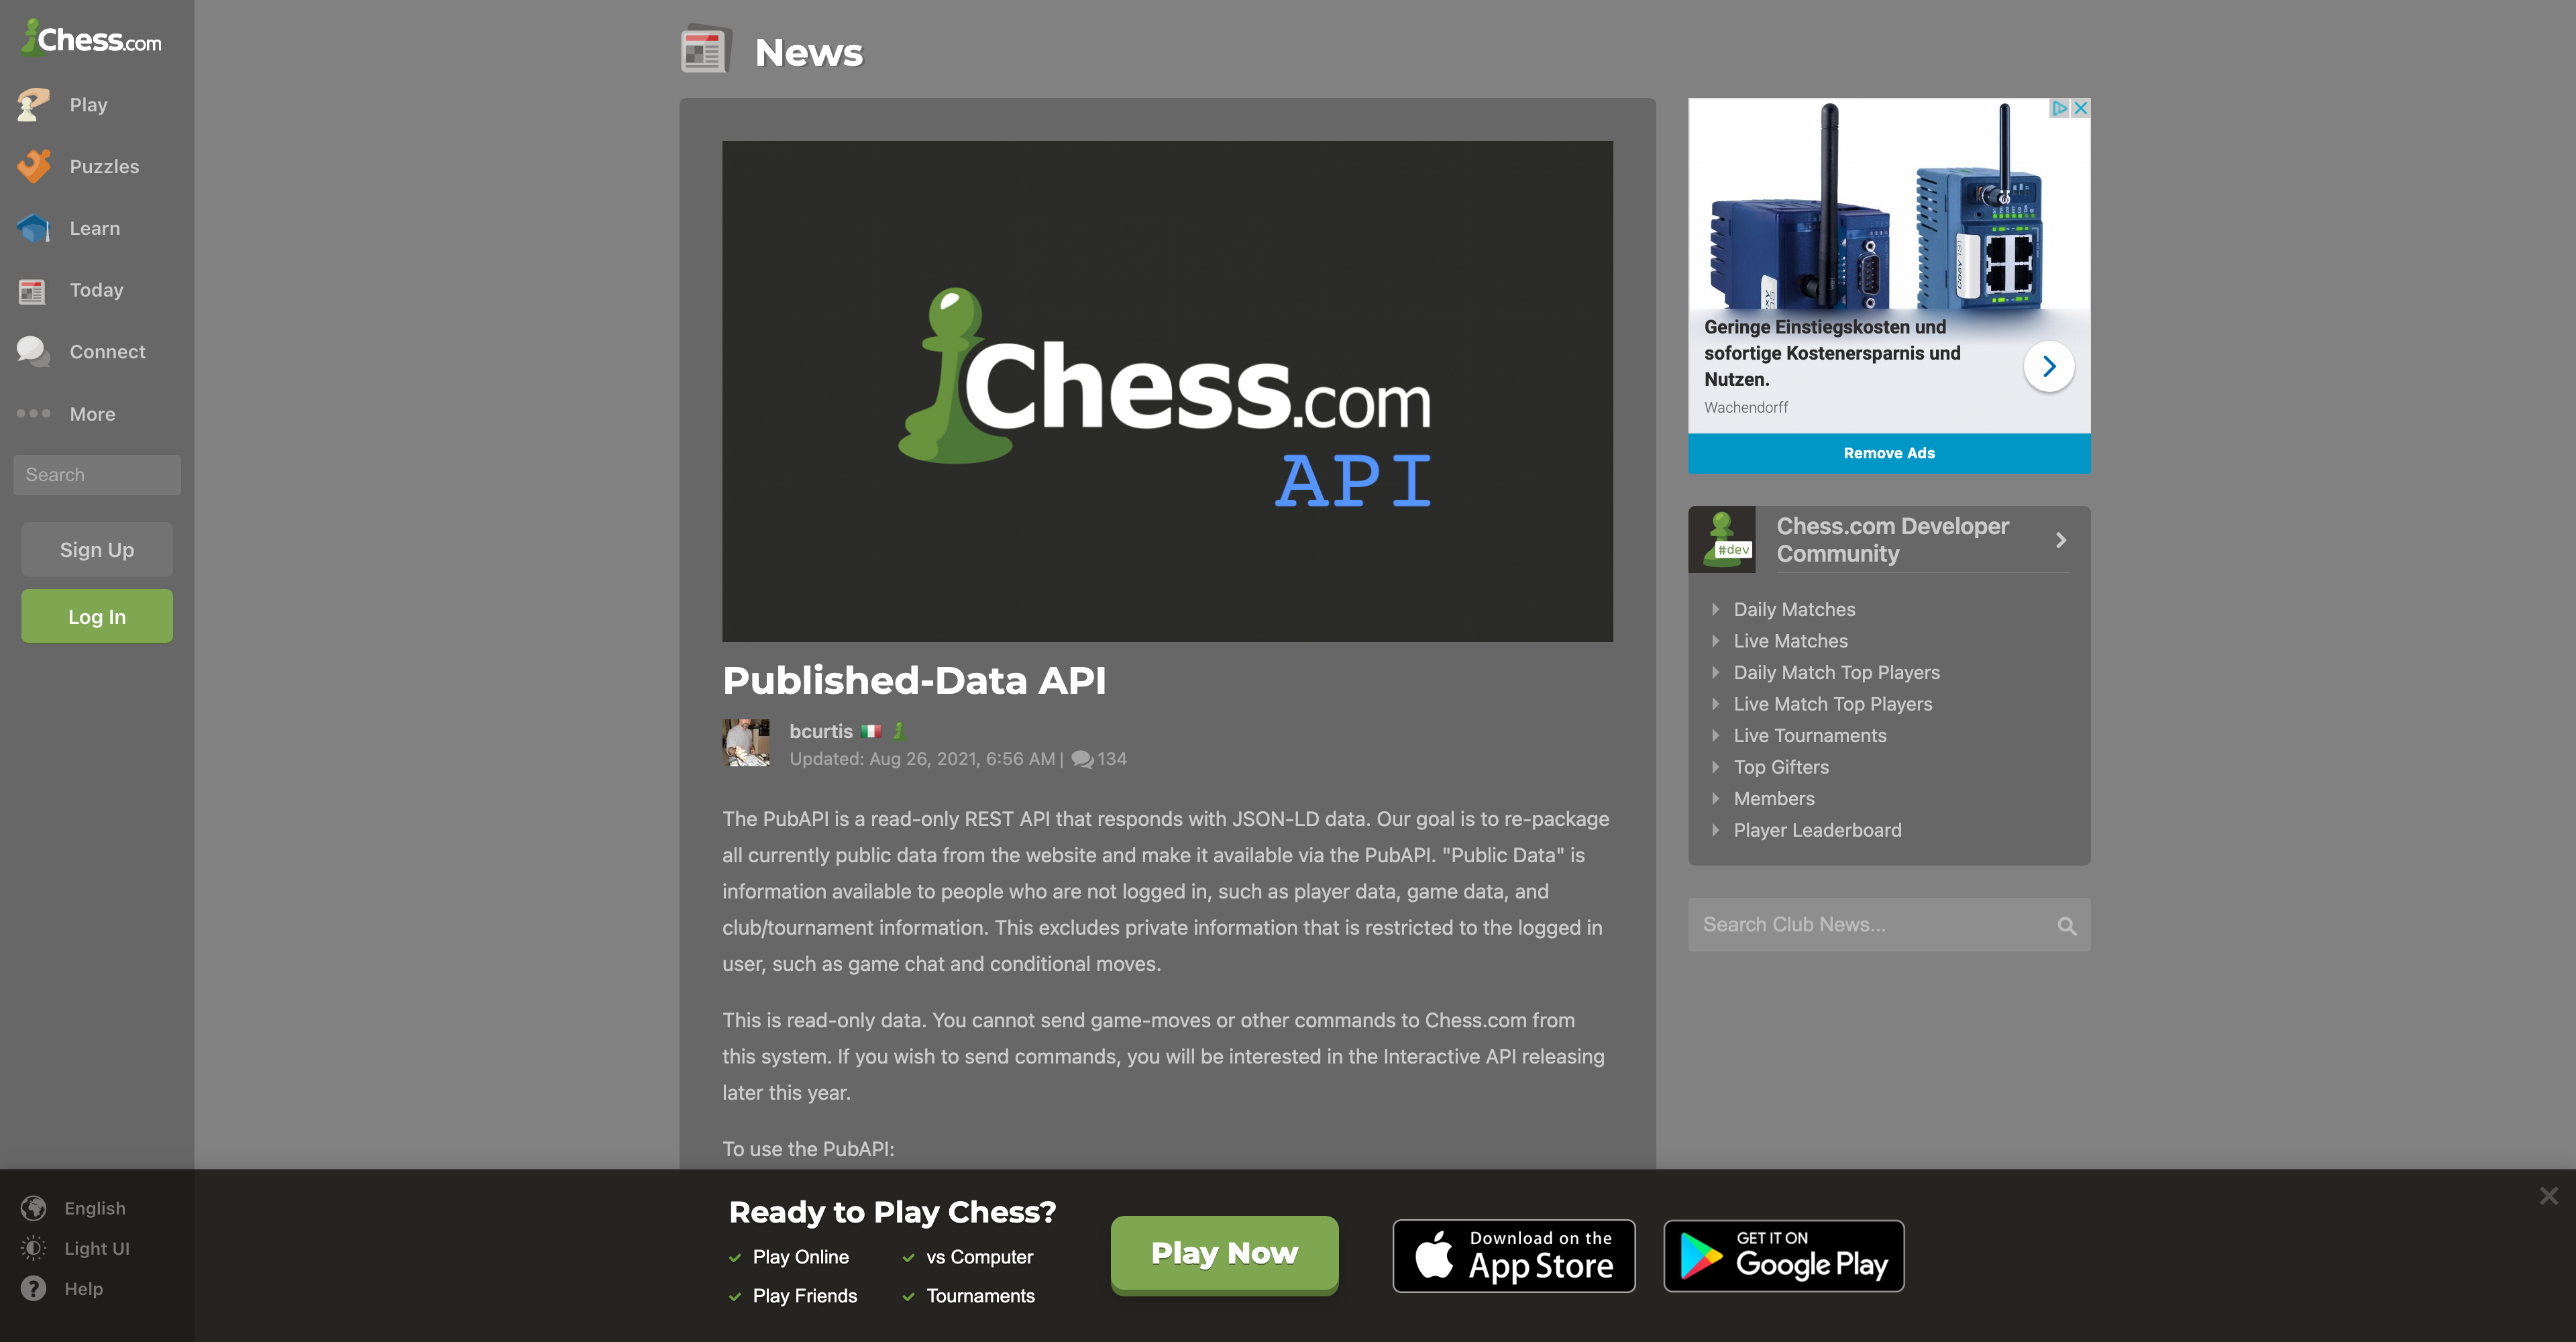 Chess.com
Play
Puzzles
Learn
Today
Connect
More
Search
Sign Up
Log In
News
Chess.com
API
Published-Data API
bcurtis
Updated: Aug 26, 2021, 6:56 AM | 134
The PubAPI is a read-only REST API that responds with JSON-LD data. Our goal is to re-package
all currently public data from the website and make it available via the PubAPI. "Public Data" is
information available to people who are not logged in, such as player data, game data, and
club/tournament information. This excludes private information that is restricted to the logged in
user, such as game chat and conditional moves.
This is read-only data. You cannot send game-moves or other commands to Chess.com from
this system. If you wish to send commands, you will be interested in the Interactive API releasing
later this year.
To use the PubAPI:
Geringe Einstiegskosten und
sofortige Kostenersparnis und
Nutzen.
Wachendorff
Remove Ads
#dev
Chess.com Developer
Community
Daily Matches
Live Matches
Daily Match Top Players
Live Match Top Players
Live Tournaments
Top Gifters
Members
Player Leaderboard
Search Club News...
English
Light UI
Help
Ready to Play Chess?
Play Online
vs Computer
Play Friends
Tournaments
Play Now
Download on the
App Store
GET IT ON
Google Play